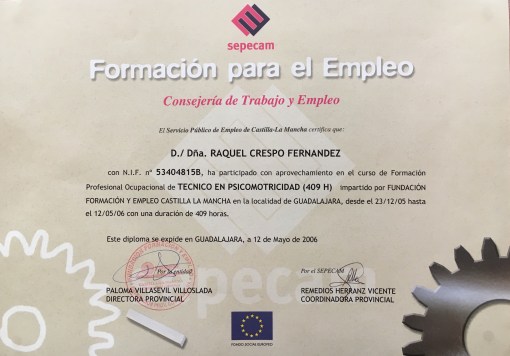 sepecam
Formación para el Empleo
Consejería de Trabajo y Empleo
El Servicio Público de Empleo de Castilla-La Mancha certifica que:
D./ Dña. RAQUEL CRESPO FERNANDEZ
con N.I.F. nº 53404815B, ha participado con aprovechamiento en el curso de Formación
Profesional Ocupacional de TECNICO EN PSICOMOTRICIDAD (409 H) impartido por FUNDACIÓN
FORMACIÓN Y EMPLEO CASTILLA LA MANCHA en la localidad de GUADALAJARA, desde el 23/12/05 hasta
el 12/05/06 con una duración de 409 horas.
Este diploma se expide en GUADALAJARA, a 12 de Mayo de 2006
Por la entidad
Por el SEPECAM
sepecam
PALOMA VILLASEVIL VILLOSLADA
DIRECTORA PROVINCIAL
REMEDIOS HERRANZ VICENTE
COORDINADORA PROVINCIAL
FONDO SOCIAL EUROPEO